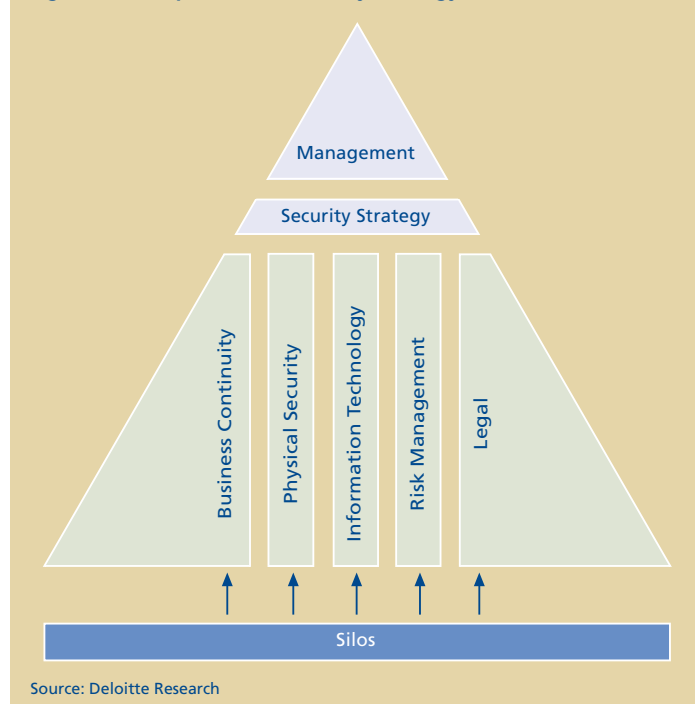 Management
Security Strategy
Business Continuity
Physical Security
Information Technology
Risk Management
Legal
Silos
Source: Deloitte Research